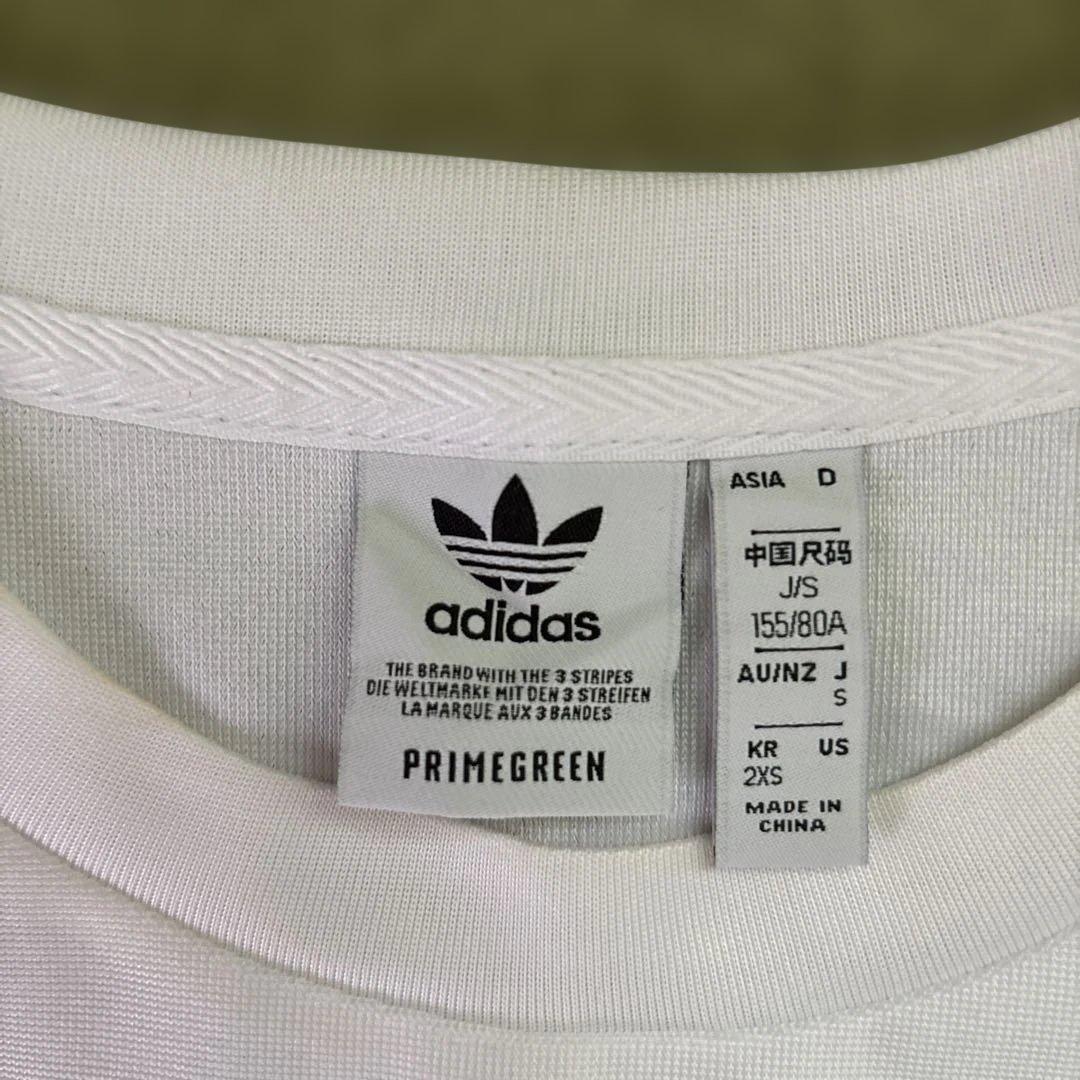 adidas
THE BRAND WITH THE 3 STRIPES
DIE WELTMARKE MIT DEN 3 STREIFEN
LA MARQUE AUX 3 BANDES
PRIMEGREEN
ASIA D
中国尺码
J/S
155/80A
AU/NZ J
S
KR US
2XS
MADE IN
CHINA